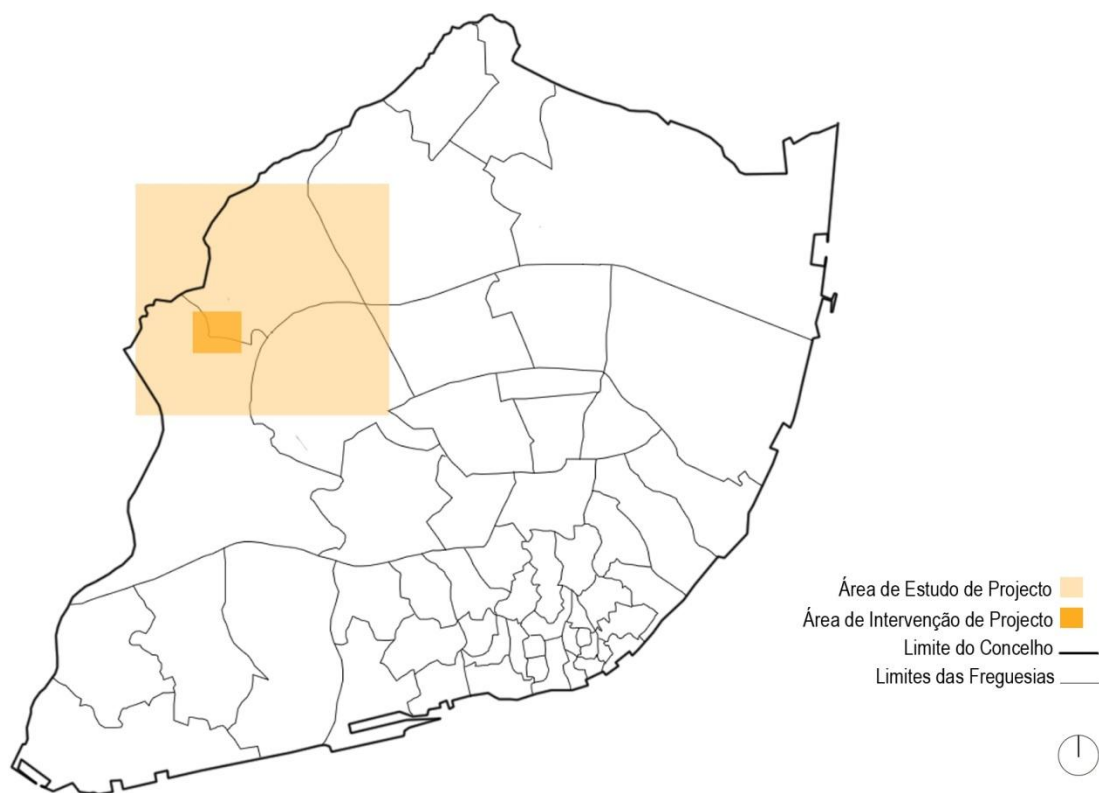 Área de Estudo de Projecto
Área de Intervenção de Projecto
Limite do Concelho
Limites das Freguesias